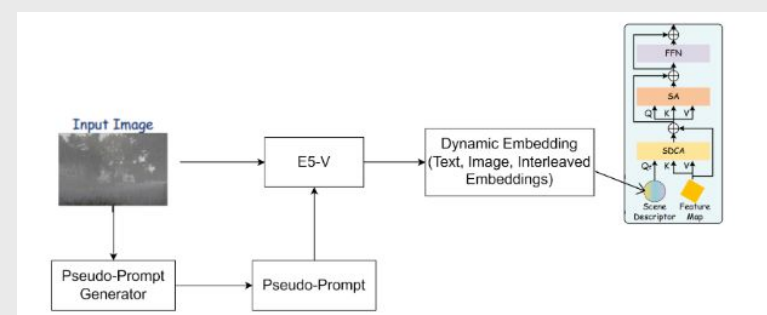 Input Image
E5-V
Dynamic Embedding
(Text, Image, Interleaved
Embeddings)
Pseudo-Prompt
Generator
Pseudo-Prompt
FFN
SA
Q K V
SDCA
Q K V
Scene Feature
Descriptor Map